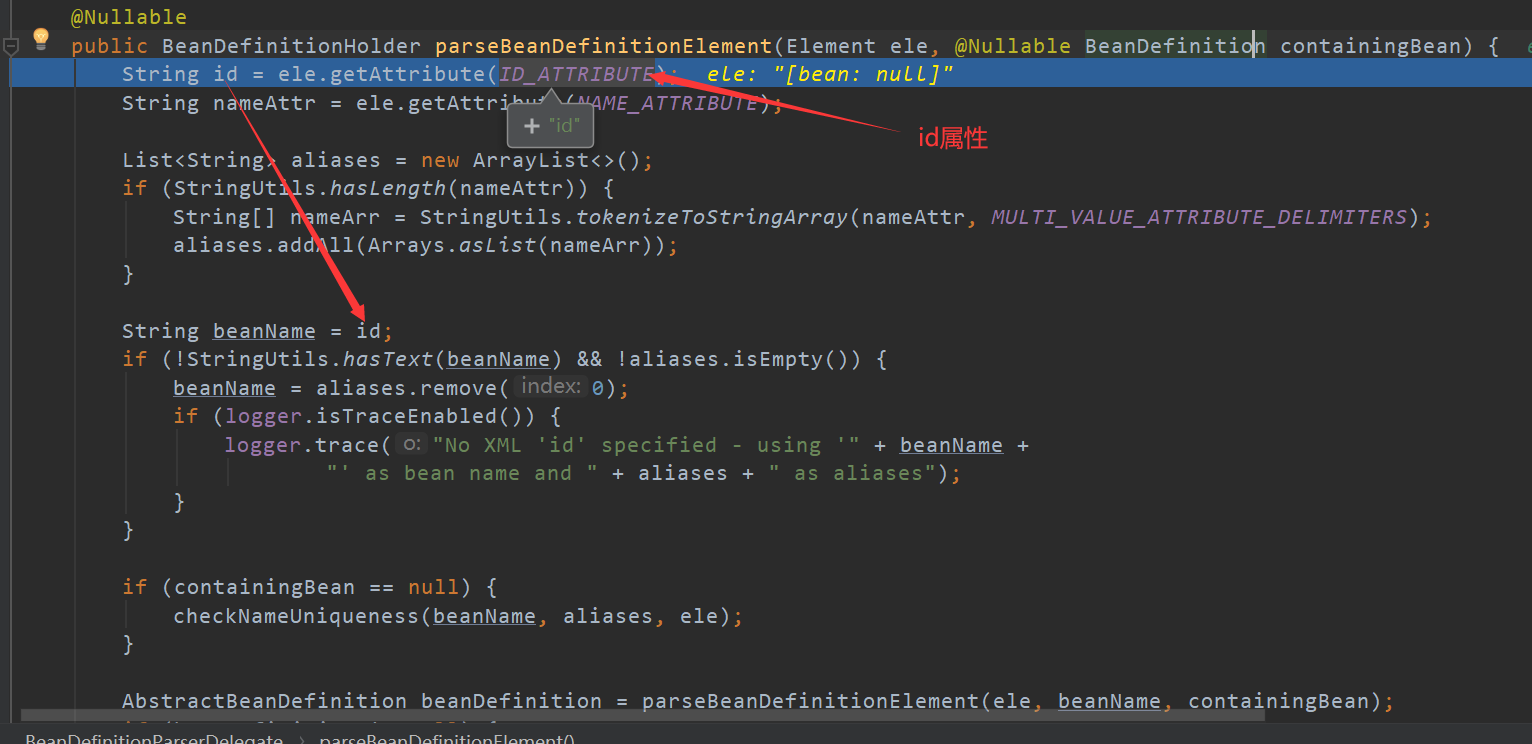 @Nullable
public BeanDefinitionHolder parseBeanDefinitionElement(Element ele, @Nullable BeanDefinition containingBean) {
String id = ele.getAttribute(ID_ATTRIBUTE); ele: "[bean: null]"
String nameAttr = ele.getAttribut (NAME_ATTRIBUTE);
+ "id"
id属性
List<String> aliases = new ArrayList<>();
if (StringUtils.hasLength(nameAttr)) {
String[] nameArr = StringUtils.tokenizeToStringArray(nameAttr, MULTI_VALUE_ATTRIBUTE_DELIMITERS);
aliases.addAll(Arrays.asList(nameArr));
}
String beanName = id;
if (!StringUtils.hasText(beanName) && !aliases.isEmpty()) {
beanName = aliases.remove( index: 0);
if (logger.isTraceEnabled()) {
logger.trace( o: "No XML 'id' specified - using '" + beanName +
"' as bean name and " + aliases + " as aliases");
}
}
if (containingBean == null) {
checkNameUniqueness(beanName, aliases, ele);
}
AbstractBeanDefinition beanDefinition = parseBeanDefinitionElement(ele, beanName, containingBean);
BeanDefinitionParserDelegate > parseBeanDefinitionElement()